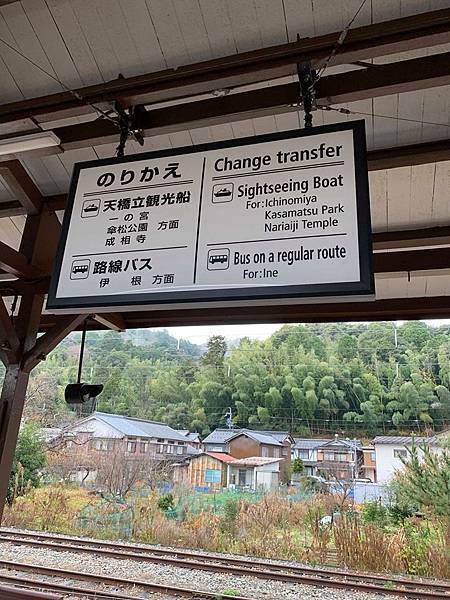 のりかえ
天橋立観光船
一の宮
傘松公園 方面
成相寺
路線バス
伊根方面
Change transfer
Sightseeing Boat
For:Ichinomiya
Kasamatsu Park
Nariaiji Temple
Bus on a regular route
For:Ine